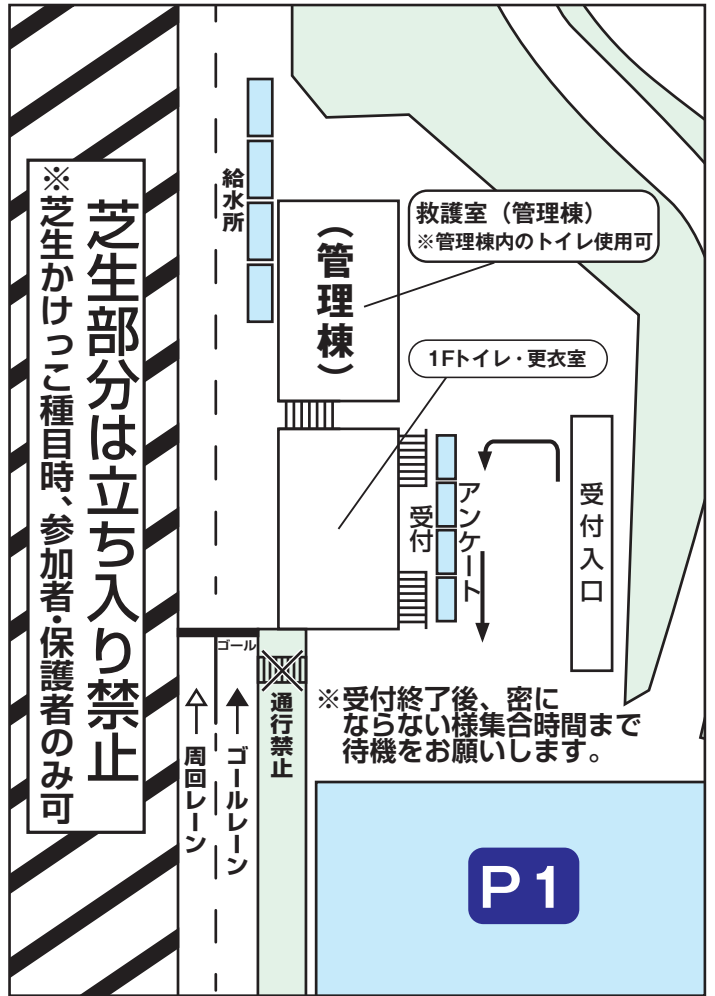 芝生部分は立ち入り禁止
※芝生かけっこ種目時、参加者・保護者のみ可
給水所
(管理棟)
救護室（管理棟）
※管理棟内のトイレ使用可
1Fトイレ・更衣室
受付
アンケート
受付入口
ゴール
通行禁止
周回レーン
ゴールレーン
※受付終了後、密に
ならない様集合時間まで
待機をお願いします。
P1